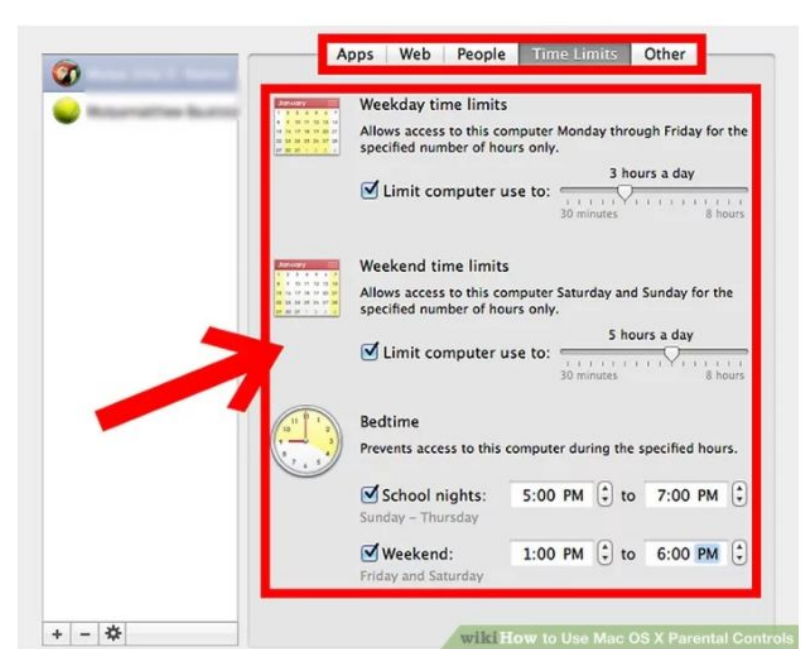 Apps Web People Time Limits Other
Weekday time limits
Allows access to this computer Monday through Friday for the
specified number of hours only.
3 hours a day
Limit computer use to:
30 minutes 8 hours
Weekend time limits
Allows access to this computer Saturday and Sunday for the
specified number of hours only.
5 hours a day
Limit computer use to:
30 minutes 8 hours
Bedtime
Prevents access to this computer during the specified hours.
School nights: 5:00 PM to 7:00 PM
Sunday – Thursday
Weekend: 1:00 PM to 6:00 PM
Friday and Saturday
wikiHow to Use Mac OS X Parental Controls